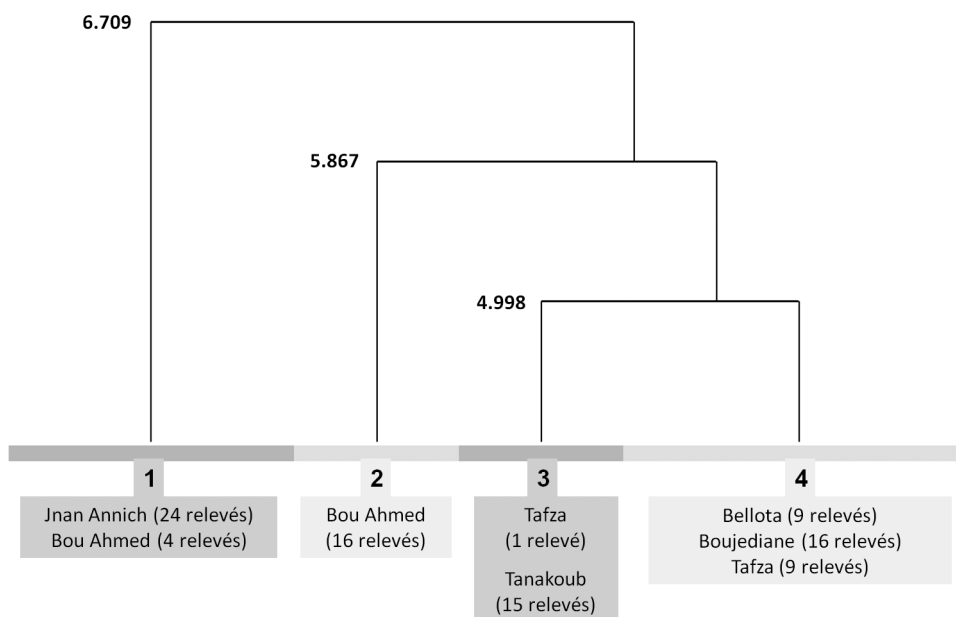 6.709
5.867
4.998
1
Jnan Annich (24 relevés)
Bou Ahmed (4 relevés)
2
Bou Ahmed
(16 relevés)
3
Tafza
(1 relevé)
Tanakoub
(15 relevés)
4
Bellota (9 relevés)
Boujediane (16 relevés)
Tafza (9 relevés)